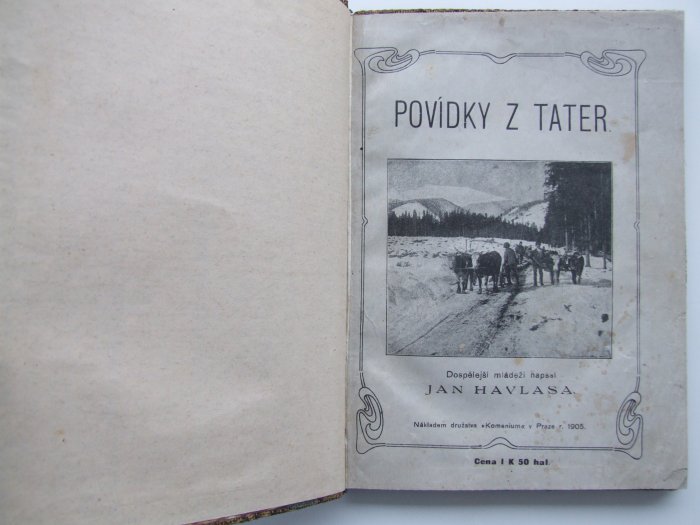 POVÍDKY Z TATER.
Dospělejší mládeži napsal
JAN HAVLASA.
Nákladem družstva »Komenium« v Praze r. 1905.
Cena 1 K 50 hal.